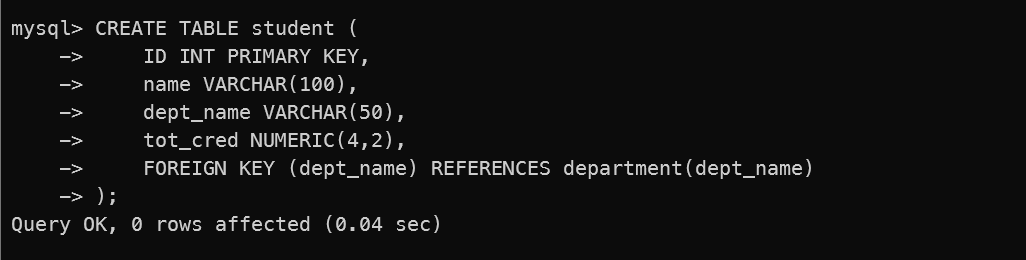 mysql> CREATE TABLE student (
    ->     ID INT PRIMARY KEY,
    ->     name VARCHAR(100),
    ->     dept_name VARCHAR(50),
    ->     tot_cred NUMERIC(4,2),
    ->     FOREIGN KEY (dept_name) REFERENCES department(dept_name)
    -> );
Query OK, 0 rows affected (0.04 sec)